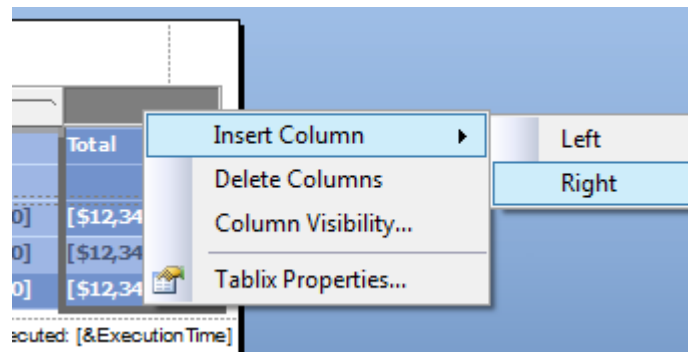 Insert Column
Left
Total
Delete Columns
Right
0]
[$12,34
Column Visibility...
0]
[$12,34
Tablix Properties...
0]
[$12,34
ecuted: [&ExecutionTime]